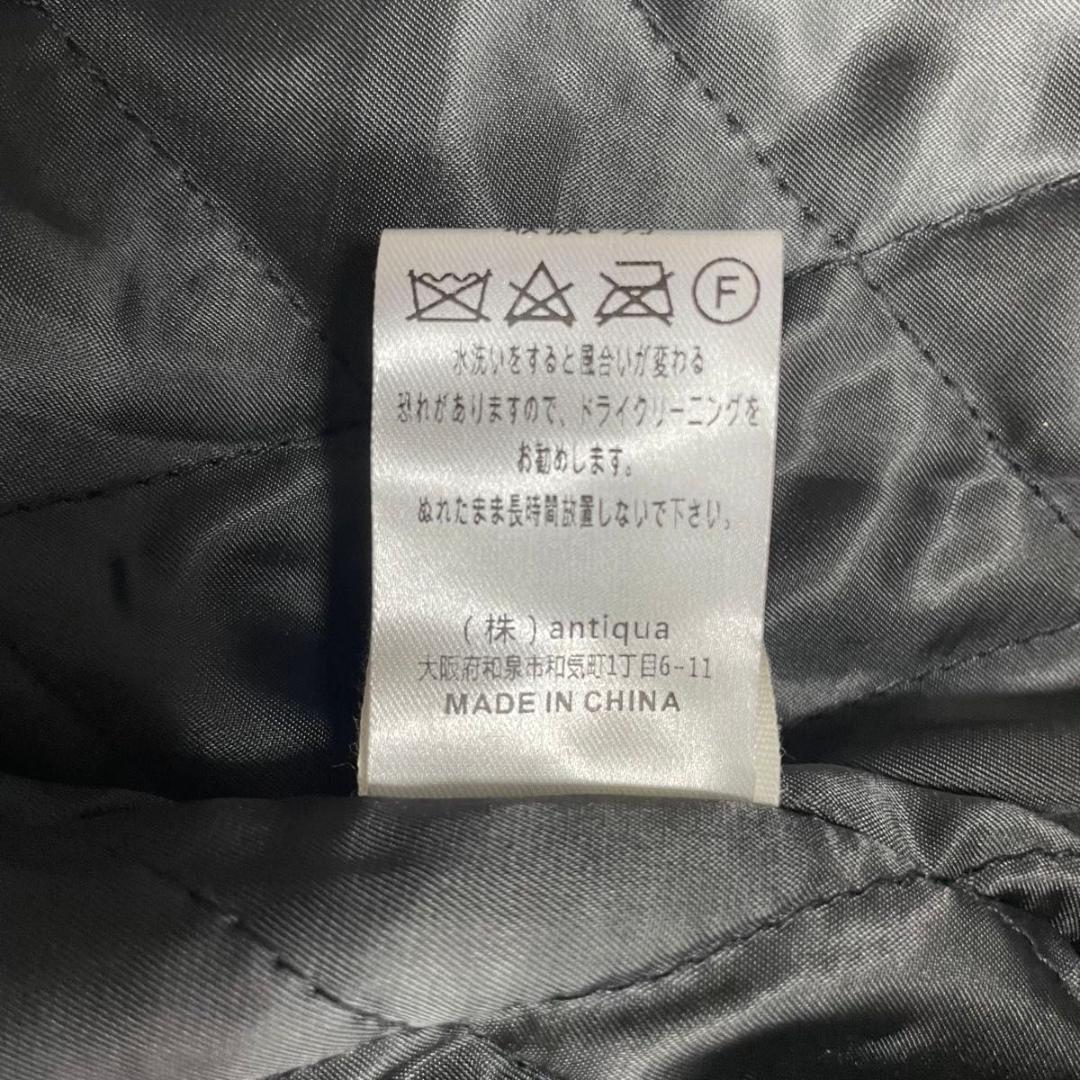 F
水洗いをすると風合いが変わる
恐れがありますので、ドライクリーニングを
お勧めします。
ぬれたまま長時間放置しないで下さい。
(株)antiqua
大阪府和泉市和気町1丁目6-11
MADE IN CHINA